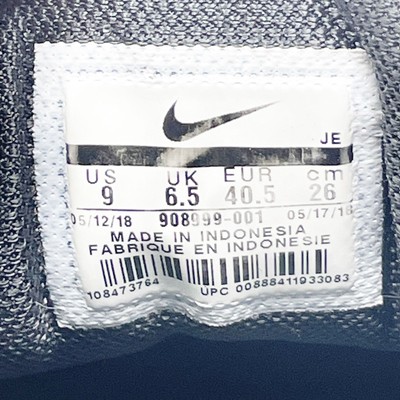 JE
US UK EUR cm
9 6.5 40.5 26
05/12/18 908999-001 05/17/18
MADE IN INDONESIA
FABRIQUE EN INDONESIE
108473764 UPC 00888411933083